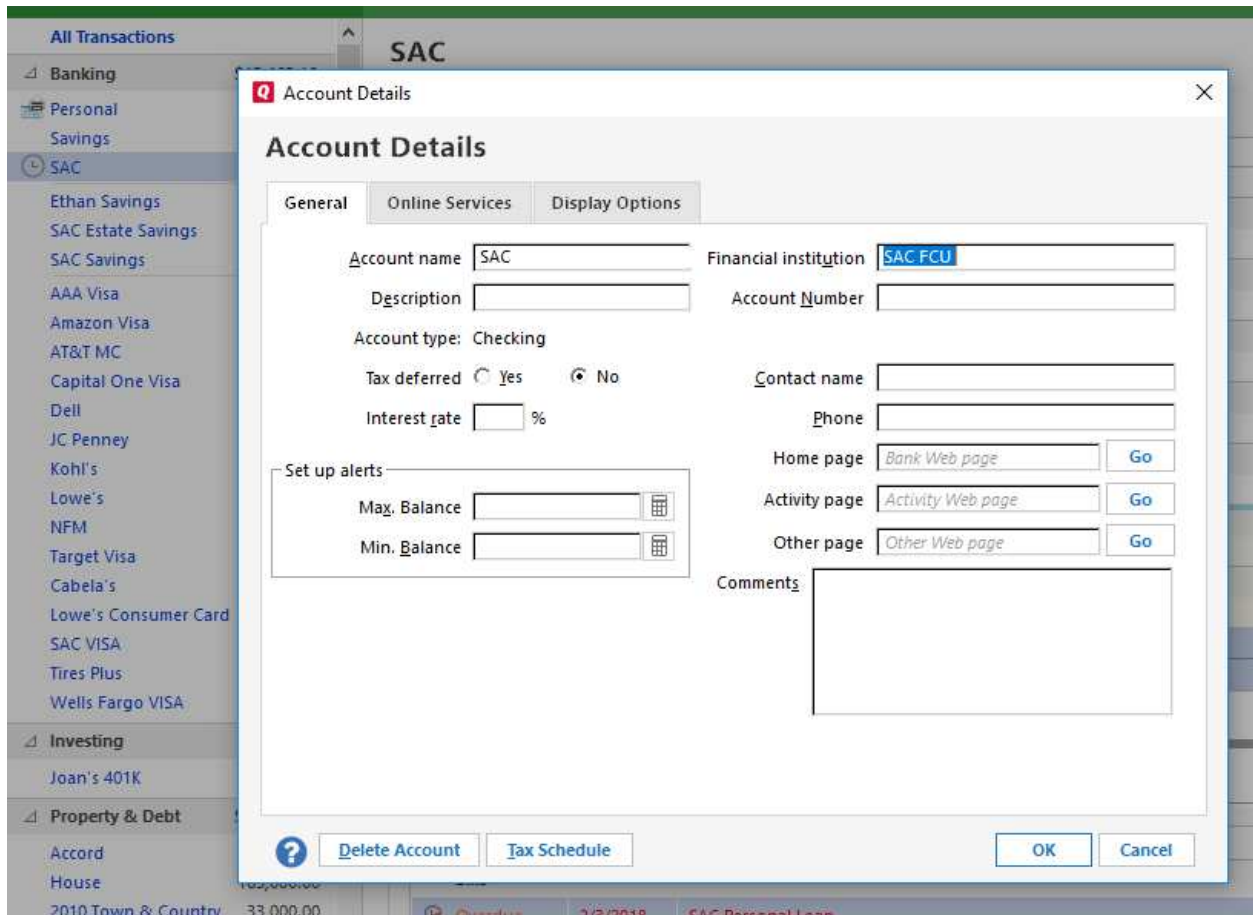 All Transactions
SAC
Banking
Personal
Savings
SAC
Ethan Savings
SAC Estate Savings
SAC Savings
AAA Visa
Amazon Visa
AT&T MC
Capital One Visa
Dell
JC Penney
Kohl's
Lowe's
NFM
Target Visa
Cabela's
Lowe's Consumer Card
SAC VISA
Tires Plus
Wells Fargo VISA
Investing
Joan's 401K
Property & Debt
Accord
House
2010 Town & Country 33,000.00
Q Account Details
Account Details
General Online Services Display Options
Account name SAC
Description
Account type: Checking
Tax deferred Yes No
Interest rate %
Set up alerts
Max. Balance
Min. Balance
Financial institution SAC FCU
Account Number
Contact name
Phone
Home page Bank Web page Go
Activity page Activity Web page Go
Other page Other Web page Go
Comments
? Delete Account Tax Schedule OK Cancel
Overdue 2/3/2018 SAC Personal Loan